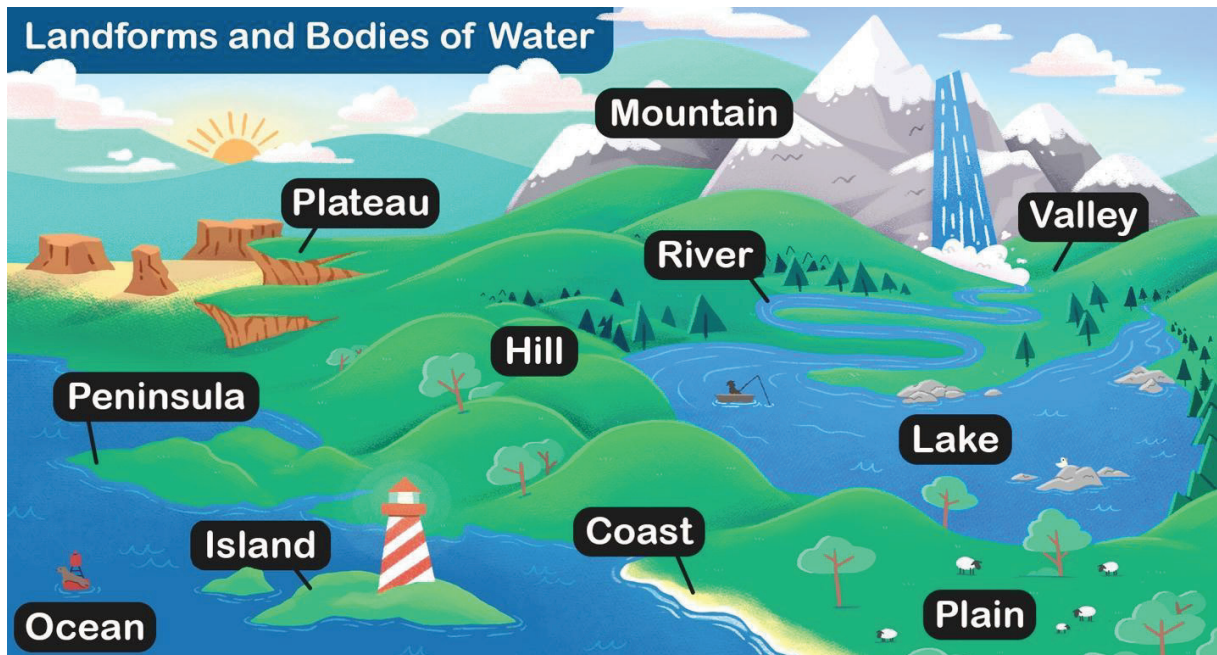 Landforms and Bodies of Water
Mountain
Plateau
Valley
River
Hill
Peninsula
Lake
Coast
Island
Plain
Ocean